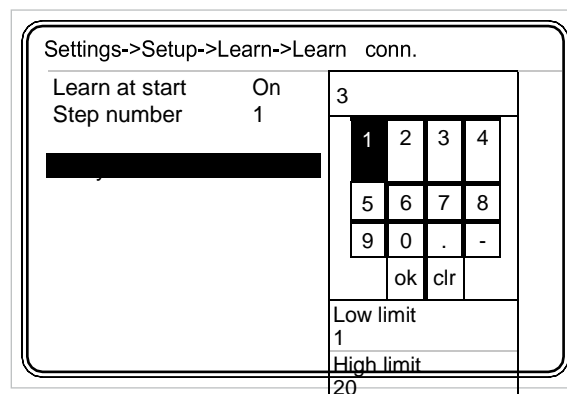 Settings->Setup->Learn->Learn conn.
Learn at start On
Step number 1
3
1 2 3 4
5 6 7 8
9 0 . -
ok clr
Low limit
1
High limit
20